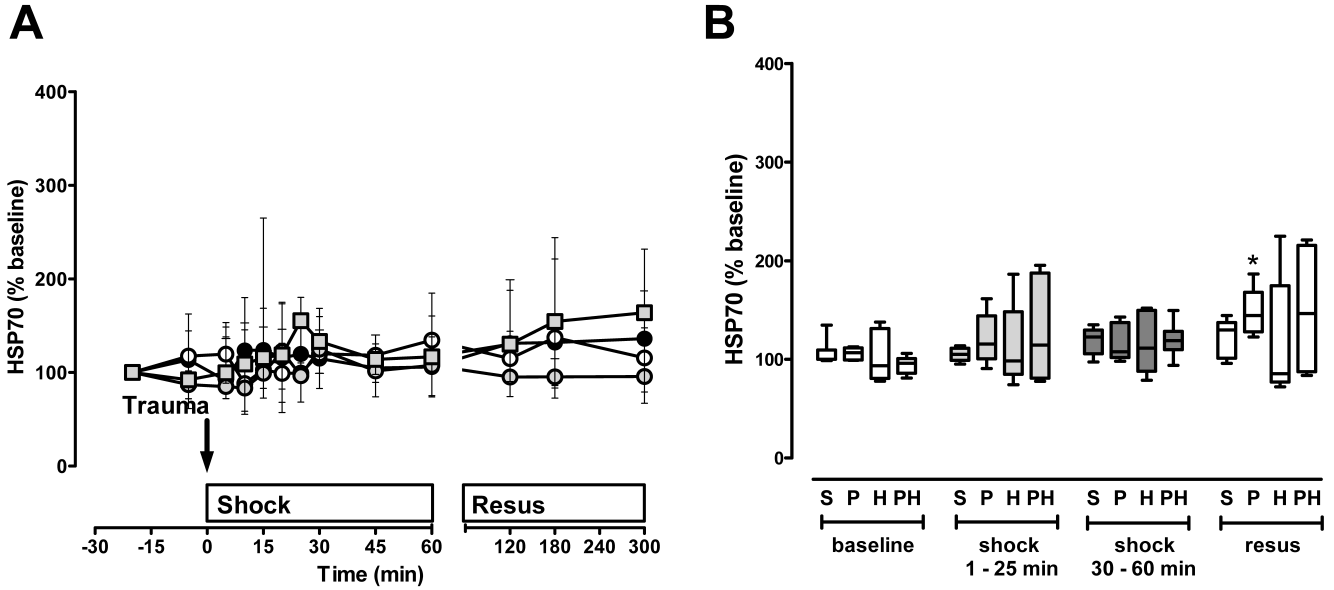 A
HSP70 (% baseline)
400
300
200
100
0
Trauma
Shock
Resus
-30 -15 0 15 30 45 60 120 180 240 300
Time (min)
B
HSP70 (% baseline)
400
300
200
100
0
*
S P H PH S P H PH S P H PH S P H PH
baseline shock shock resus
1 - 25 min 30 - 60 min